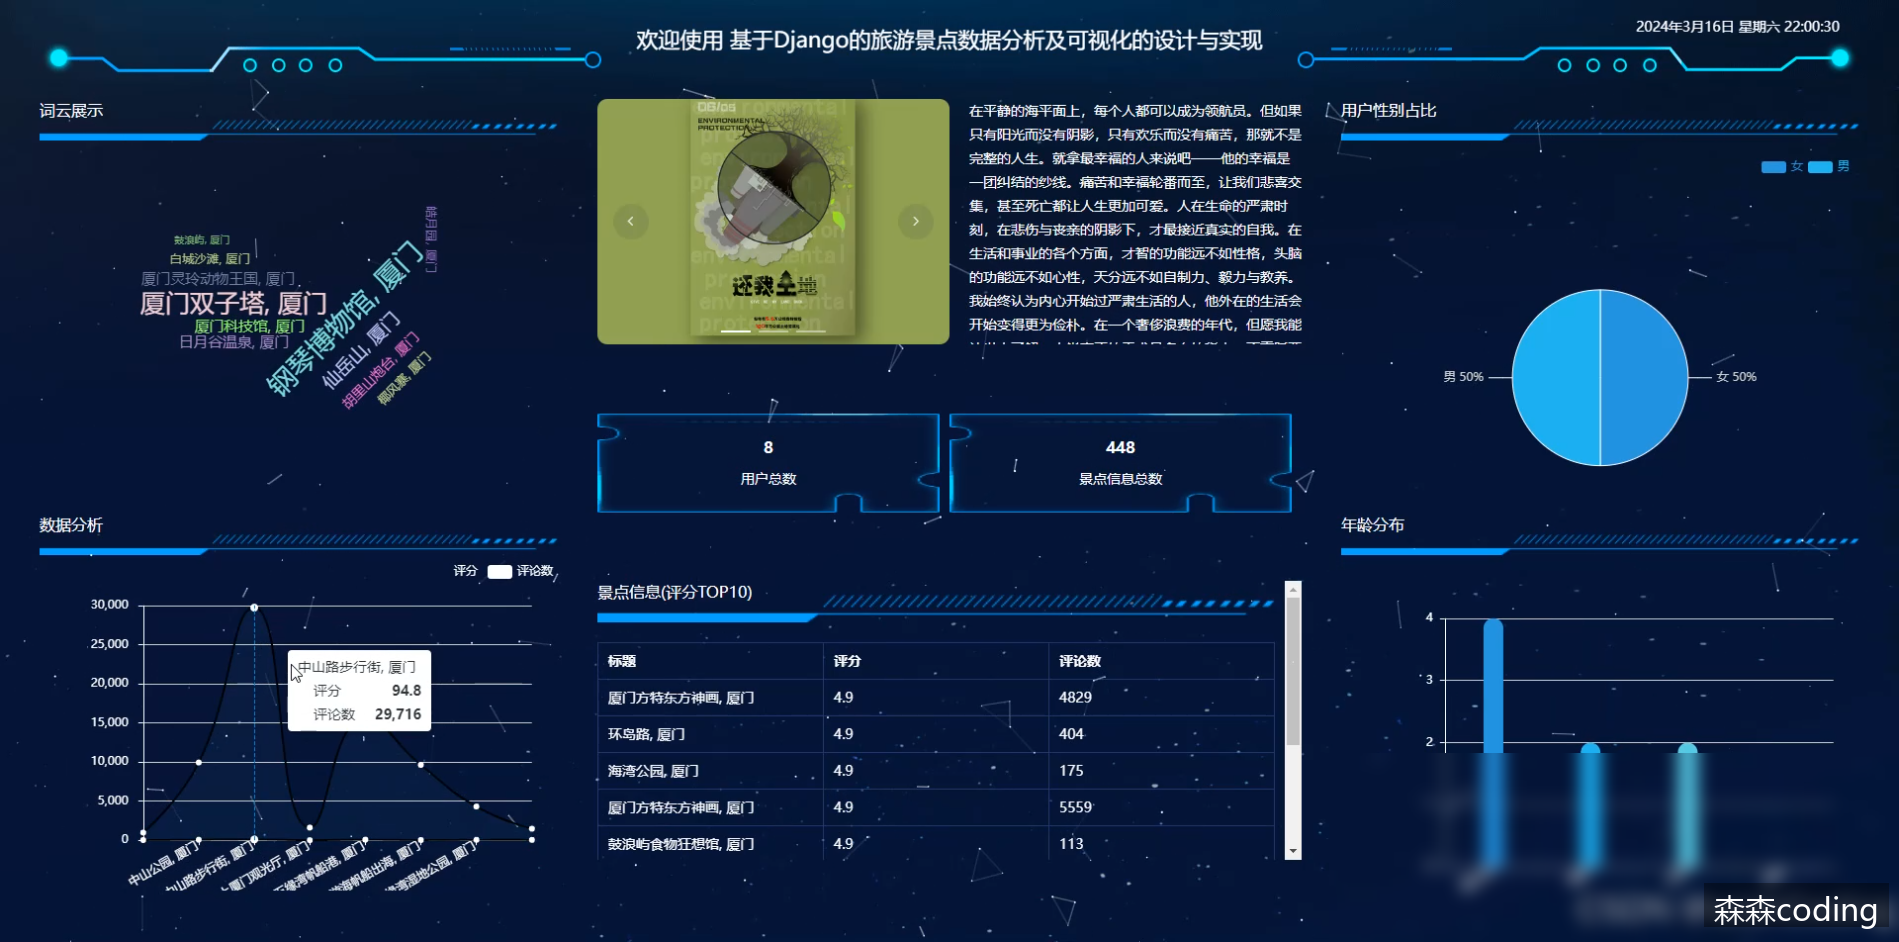 欢迎使用 基于Django的旅游景点数据分析及可视化的设计与实现
2024年3月16日 星期六 22:00:30
词云展示
皓月园, 厦门
鼓浪屿, 厦门
白城沙滩, 厦门
厦门灵玲动物王国, 厦门
厦门双子塔, 厦门
厦门科技馆, 厦门
日月谷温泉, 厦门
钢琴博物馆, 厦门
仙岳山, 厦门
胡里山炮台, 厦门
椰风寨, 厦门
06/05
ENVIRONMENTAL
PROTECTION
还我土地
在平静的海平面上，每个人都可以成为领航员。但如果
只有阳光而没有阴影，只有欢乐而没有痛苦，那就不是
完整的人生。就拿最幸福的人来说吧——他的幸福是
一团纠结的纱线。痛苦和幸福轮番而至，让我们悲喜交
集，甚至死亡都让人生更加可爱。人在生命的严肃时
刻，在悲伤与丧亲的阴影下，才最接近真实的自我。在
生活和事业的各个方面，才智的功能远不如性格，头脑
的功能远不如心性，天分远不如自制力、毅力与教养。
我始终认为内心开始过严肃生活的人，他外在的生活会
开始变得更为俭朴。在一个奢侈浪费的年代，但愿我能
用户性别占比
女 男
男 50%
女 50%
8
用户总数
448
景点信息总数
数据分析
评分 评论数
30,000
25,000
20,000
15,000
10,000
5,000
0
中山路步行街, 厦门
评分 94.8
评论数 29,716
中山公园, 厦门
山路步行街, 厦门
厦门观光厅, 厦门
缘湾帆船港, 厦门
海帆船出海, 厦门
湾湿地公园, 厦门
景点信息(评分TOP10)
标题 评分 评论数
厦门方特东方神画, 厦门 4.9 4829
环岛路, 厦门 4.9 404
海湾公园, 厦门 4.9 175
厦门方特东方神画, 厦门 4.9 5559
鼓浪屿食物狂想馆, 厦门 4.9 113
年龄分布
4
3
2
森森coding